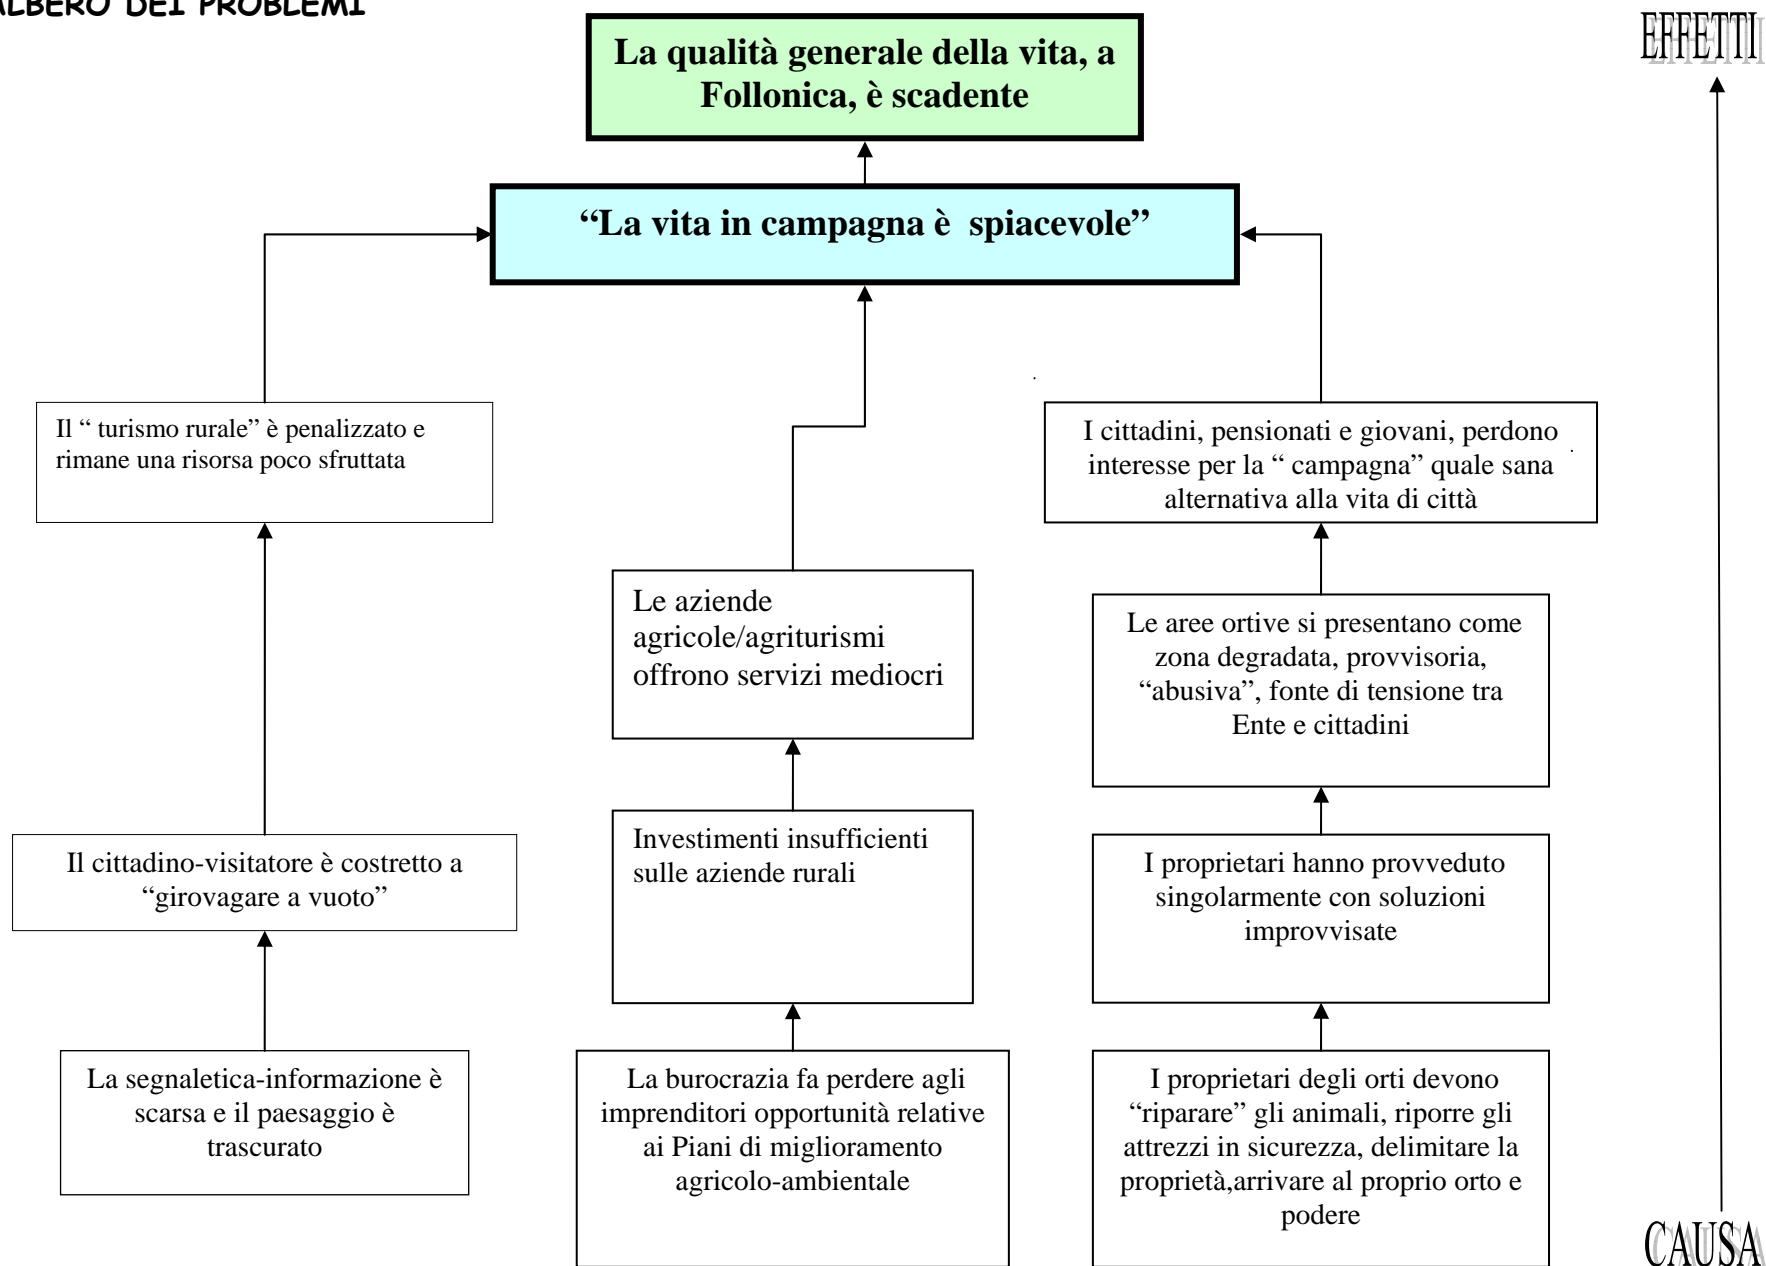 ALBERO DEI PROBLEMI
EFFETTI
La qualità generale della vita, a
Follonica, è scadente
“La vita in campagna è  spiacevole”
Il “ turismo rurale” è penalizzato e
rimane una risorsa poco sfruttata
I cittadini, pensionati e giovani, perdono
interesse per la “ campagna” quale sana
alternativa alla vita di città
Le aziende
agricole/agriturismi
offrono servizi mediocri
Le aree ortive si presentano come
zona degradata, provvisoria,
“abusiva”, fonte di tensione tra
Ente e cittadini
Il cittadino-visitatore è costretto a
“girovagare a vuoto”
Investimenti insufficienti
sulle aziende rurali
I proprietari hanno provveduto
singolarmente con soluzioni
improvvisate
La segnaletica-informazione è
scarsa e il paesaggio è
trascurato
La burocrazia fa perdere agli
imprenditori opportunità relative
ai Piani di miglioramento
agricolo-ambientale
I proprietari degli orti devono
“riparare” gli animali, riporre gli
attrezzi in sicurezza, delimitare la
proprietà,arrivare al proprio orto e
podere
CAUSA